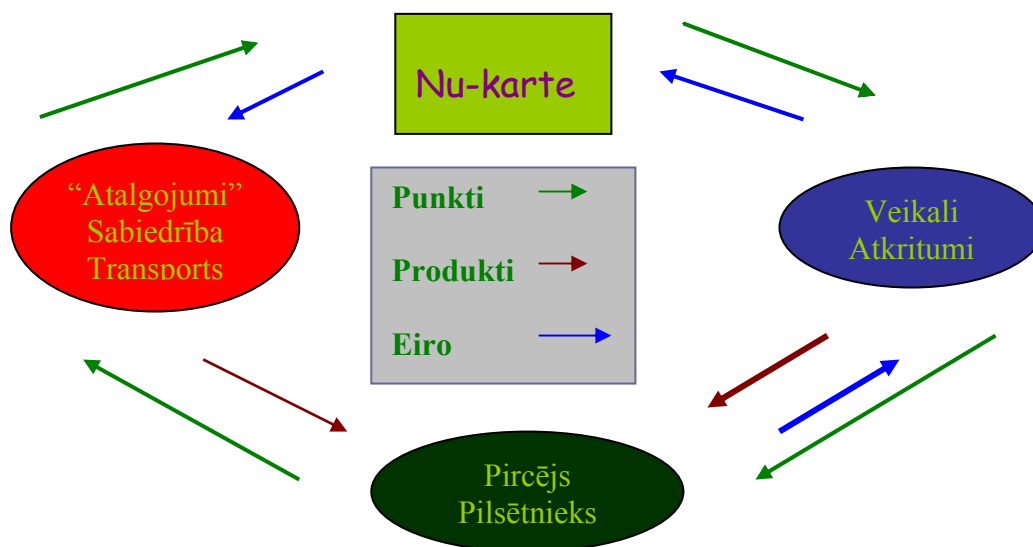 Nu-karte
“Atalgojumi”
Sabiedrība
Transports
Punkti
Produkti
Eiro
Veikali
Atkritumi
Pircējs
Pilsētnieks